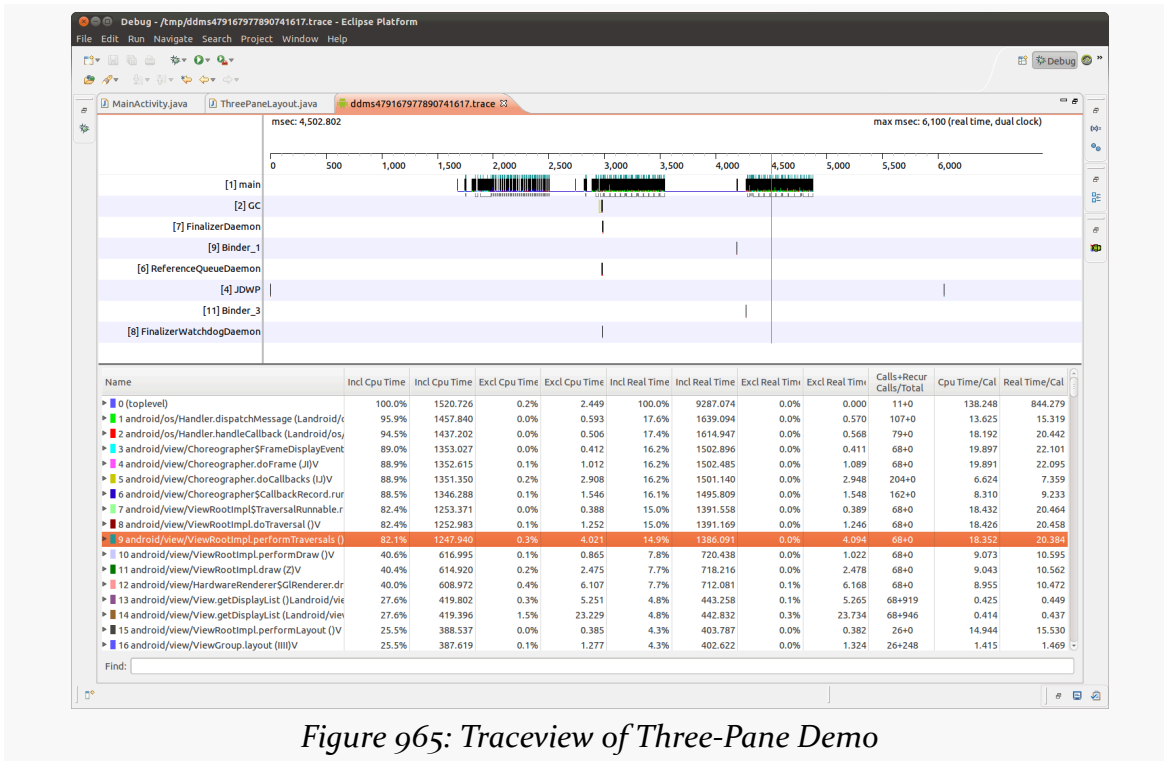 Debug - /tmp/ddms4791679778​90741617.trace - Eclipse Platform
File Edit Run Navigate Search Project Window Help
Debug »
MainActivity.java ThreePaneLayout.java ddms479167977890741617.trace
msec: 4,502.802 max msec: 6,100 (real time, dual clock)
0 500 1,000 1,500 2,000 2,500 3,000 3,500 4,000 4,500 5,000 5,500 6,000
[1] main
[2] GC
[7] FinalizerDaemon
[9] Binder_1
[6] ReferenceQueueDaemon
[4] JDWP
[11] Binder_3
[8] FinalizerWatchdogDaemon
Name Incl Cpu Time Incl Cpu Time Excl Cpu Time Excl Cpu Time Incl Real Time Incl Real Time Excl Real Time Excl Real Time Calls+Recur Calls/Total Cpu Time/Cal Real Time/Cal
0 (toplevel) 100.0% 1520.726 0.2% 2.449 100.0% 9287.074 0.0% 0.000 11+0 138.248 844.279
1 android/os/Handler.dispatchMessage (Landroid/o 95.9% 1457.840 0.0% 0.593 17.6% 1639.094 0.0% 0.570 107+0 13.625 15.319
2 android/os/Handler.handleCallback (Landroid/os/ 94.5% 1437.202 0.0% 0.506 17.4% 1614.947 0.0% 0.568 79+0 18.192 20.442
3 android/view/Choreographer$FrameDisplayEvent 89.0% 1353.027 0.0% 0.412 16.2% 1502.896 0.0% 0.411 68+0 19.897 22.101
4 android/view/Choreographer.doFrame (JI)V 88.9% 1352.615 0.1% 1.012 16.2% 1502.485 0.0% 1.089 68+0 19.891 22.095
5 android/view/Choreographer.doCallbacks (IJ)V 88.9% 1351.350 0.2% 2.908 16.2% 1501.140 0.0% 2.948 204+0 6.624 7.359
6 android/view/Choreographer$CallbackRecord.rur 88.5% 1346.288 0.1% 1.546 16.1% 1495.809 0.0% 1.548 162+0 8.310 9.233
7 android/view/ViewRootImpl$TraversalRunnable.r 82.4% 1253.371 0.0% 0.388 15.0% 1391.558 0.0% 0.389 68+0 18.432 20.464
8 android/view/ViewRootImpl.doTraversal ()V 82.4% 1252.983 0.1% 1.252 15.0% 1391.169 0.0% 1.246 68+0 18.426 20.458
9 android/view/ViewRootImpl.performTraversals () 82.1% 1247.940 0.3% 4.021 14.9% 1386.091 0.0% 4.094 68+0 18.352 20.384
10 android/view/ViewRootImpl.performDraw ()V 40.6% 616.995 0.1% 0.865 7.8% 720.438 0.0% 1.022 68+0 9.073 10.595
11 android/view/ViewRootImpl.draw (Z)V 40.4% 614.920 0.2% 2.475 7.7% 718.216 0.0% 2.478 68+0 9.043 10.562
12 android/view/HardwareRenderer$GlRenderer.dr 40.0% 608.972 0.4% 6.107 7.7% 712.081 0.1% 6.168 68+0 8.955 10.472
13 android/view/View.getDisplayList ()Landroid/vie 27.6% 419.802 0.3% 5.251 4.8% 443.258 0.1% 5.265 68+919 0.425 0.449
14 android/view/View.getDisplayList (Landroid/viev 27.6% 419.396 1.5% 23.229 4.8% 442.832 0.3% 23.734 68+946 0.414 0.437
15 android/view/ViewRootImpl.performLayout ()V 25.5% 388.537 0.0% 0.385 4.3% 403.787 0.0% 0.382 26+0 14.944 15.530
16 android/view/ViewGroup.layout (IIII)V 25.5% 387.619 0.1% 1.277 4.3% 402.622 0.0% 1.324 26+248 1.415 1.469
Find:
Figure 965: Traceview of Three-Pane Demo